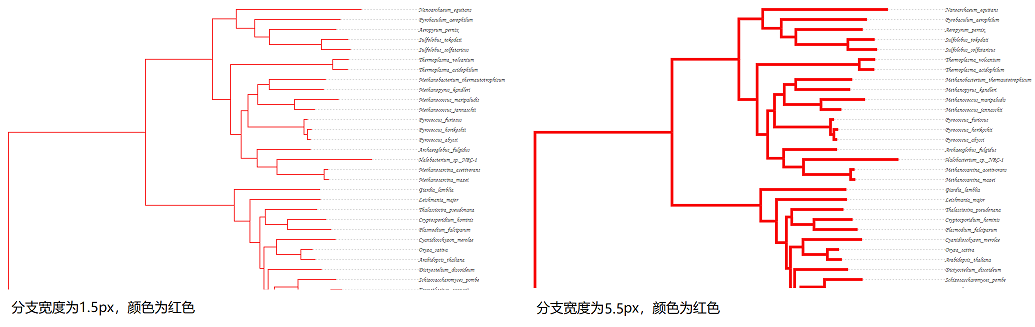 Nanoarchaeum_equitans
Pyrobaculum_aerophilum
Aeropyrum_pernix
Sulfolobus_tokodaii
Sulfolobus_solfataricus
Thermoplasma_volcanium
Thermoplasma_acidophilum
Methanobacterium_thermautotrophicum
Methanopyrus_kandleri
Methanococcus_maripaludis
Methanococcus_jannaschii
Pyrococcus_furiosus
Pyrococcus_horikoshii
Pyrococcus_abyssi
Archaeoglobus_fulgidus
Halobacterium_sp._NRC-1
Methanosarcina_acetivorans
Methanosarcina_mazei
Giardia_lamblia
Leishmania_major
Thalassiosira_pseudonana
Cryptosporidium_hominis
Plasmodium_falciparum
Cyanidioschyzon_merolae
Oryza_sativa
Arabidopsis_thaliana
Dictyostelium_discoideum
Schizosaccharomyces_pombe
分支宽度为1.5px，颜色为红色
Nanoarchaeum_equitans
Pyrobaculum_aerophilum
Aeropyrum_pernix
Sulfolobus_tokodaii
Sulfolobus_solfataricus
Thermoplasma_volcanium
Thermoplasma_acidophilum
Methanobacterium_thermautotrophicum
Methanopyrus_kandleri
Methanococcus_maripaludis
Methanococcus_jannaschii
Pyrococcus_furiosus
Pyrococcus_horikoshii
Pyrococcus_abyssi
Archaeoglobus_fulgidus
Halobacterium_sp._NRC-1
Methanosarcina_acetivorans
Methanosarcina_mazei
Giardia_lamblia
Leishmania_major
Thalassiosira_pseudonana
Cryptosporidium_hominis
Plasmodium_falciparum
Cyanidioschyzon_merolae
Oryza_sativa
Arabidopsis_thaliana
Dictyostelium_discoideum
Schizosaccharomyces_pombe
分支宽度为5.5px，颜色为红色